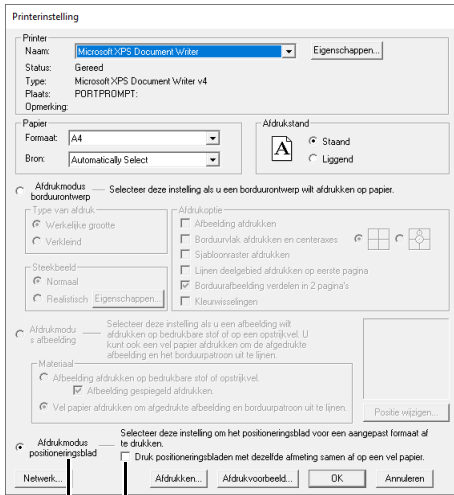 Printerinstelling
Printer
Naam: Microsoft XPS Document Writer Eigenschappen...
Status: Gereed
Type: Microsoft XPS Document Writer v4
Plaats: PORTPROMPT:
Opmerking:
Papier
Formaat: A4
Bron: Automatically Select
Afdrukstand
A
Staand
Liggend
Afdrukmodus
borduurontwerp
Selecteer deze instelling als u een borduurontwerp wilt afdrukken op papier.
Type van afdruk
Werkelijke grootte
Verkleind
Steekbeeld
Normaal
Realistisch Eigenschappen...
Afdrukoptie
Afbeelding afdrukken
Borduurvlak afdrukken en centeraxes
Sjabloonraster afdrukken
Lijnen deelgebied afdrukken op eerste pagina
Borduurafbeelding verdelen in 2 pagina's
Kleurwisselingen
Afdrukmodu
s afbeelding
Selecteer deze instelling als u een afbeelding wilt
afdrukken op bedrukbare stof of op een opstrijkvel. U
kunt ook een vel papier afdrukken om de afgedrukte
afbeelding en het borduurpatroon uit te lijnen.
Materiaal
Afbeelding afdrukken op bedrukbare stof of opstrijkvel.
Afbeelding gespiegeld afdrukken.
Vel papier afdrukken om afgedrukte afbeelding en borduurpatroon uit te lijnen.
Positie wijzigen...
Afdrukmodus
positioneringsblad
Selecteer deze instelling om het positioneringsblad voor een aangepast formaat af
te drukken.
Druk positioneringsbladen met dezelfde afmeting samen af op een vel papier.
Netwerk... Afdrukken... Afdrukvoorbeeld... OK Annuleren